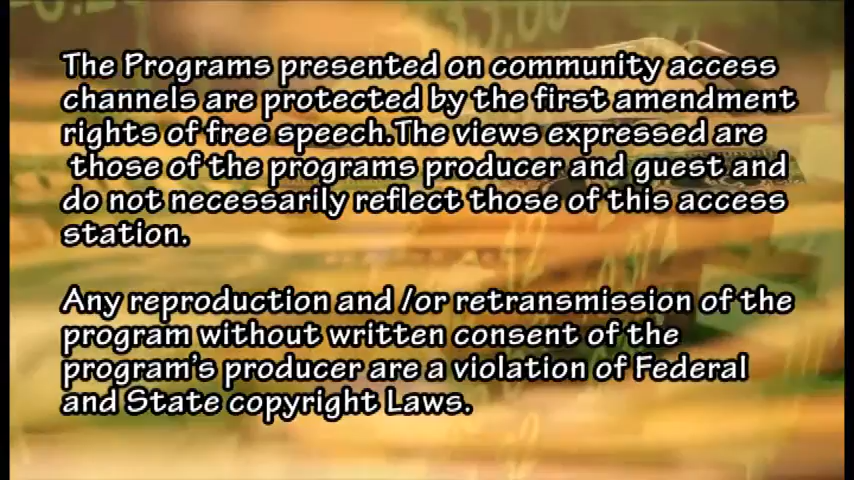 The Programs presented on community access
channels are protected by the first amendment
rights of free speech.The views expressed are
those of the programs producer and guest and
do not necessarily reflect those of this access
station.
Any reproduction and /or retransmission of the
program without written consent of the
program's producer are a violation of Federal
and State copyright Laws.